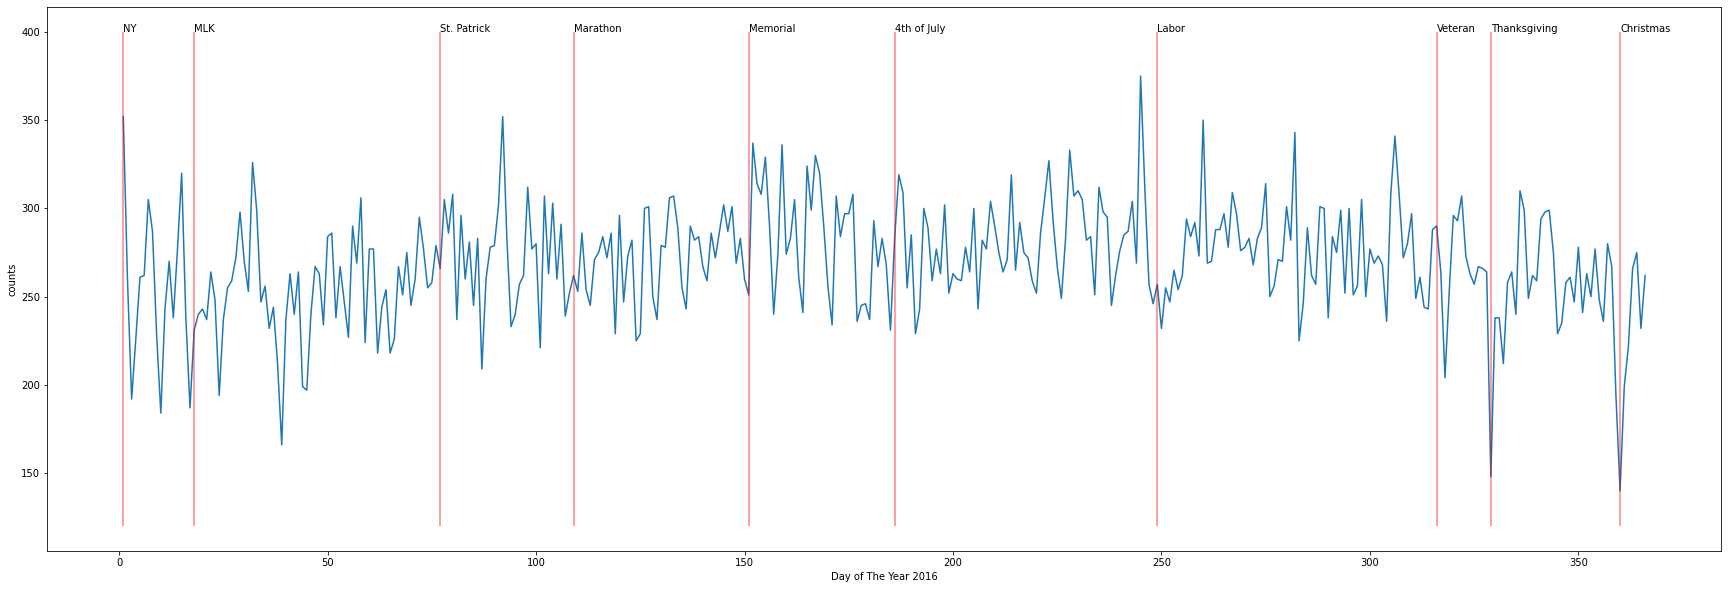 NY MLK St. Patrick Marathon Memorial 4th of July Labor Veteran Thanksgiving Christmas
400
350
300
250
200
150
counts
0 50 100 150 200 250 300 350
Day of The Year 2016